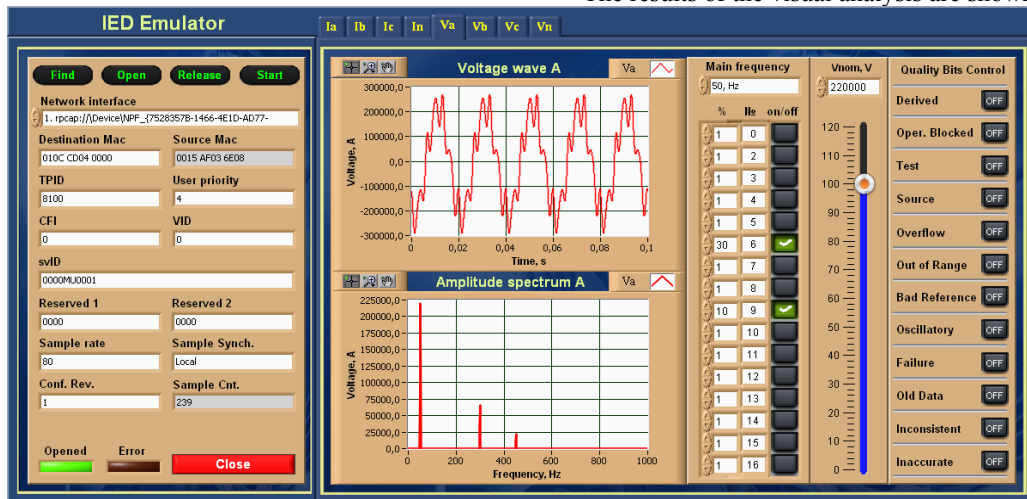 The results of the visual analysis are show
IED Emulator
Ia Ib Ic In Va Vb Vc Vn
Find Open Release Start
Network interface
1. rpcap://\Device\NPF_{7528357B-1466-4E1D-AD77-
Destination Mac Source Mac
010C CD04 0000 0015 AF03 6E08
TPID User priority
8100 4
CFI VID
0 0
svID
0000MU0001
Reserved 1 Reserved 2
0000 0000
Sample rate Sample Synch.
80 Local
Conf. Rev. Sample Cnt.
1 239
Opened Error
Close
Voltage wave A Va
300000,0
200000,0
100000,0
0,0
-100000,0
-200000,0
-300000,0
Voltage, A
0 0,02 0,04 0,06 0,08 0,1
Time, s
Amplitude spectrum A Va
225000,0
200000,0
175000,0
150000,0
125000,0
100000,0
75000,0
50000,0
25000,0
0,0
Voltage, A
0 200 400 600 800 1000
Frequency, Hz
Main frequency
50, Hz
% № on/off
1 0
1 2
1 3
1 4
1 5
30 6
1 7
1 8
10 9
1 10
1 11
1 12
1 13
1 14
1 15
1 16
Vnom, V
220000
120
110
100
90
80
70
60
50
40
30
20
10
0
Quality Bits Control
Derived OFF
Oper. Blocked OFF
Test OFF
Source OFF
Overflow OFF
Out of Range OFF
Bad Reference OFF
Oscillatory OFF
Failure OFF
Old Data OFF
Inconsistent OFF
Inaccurate OFF